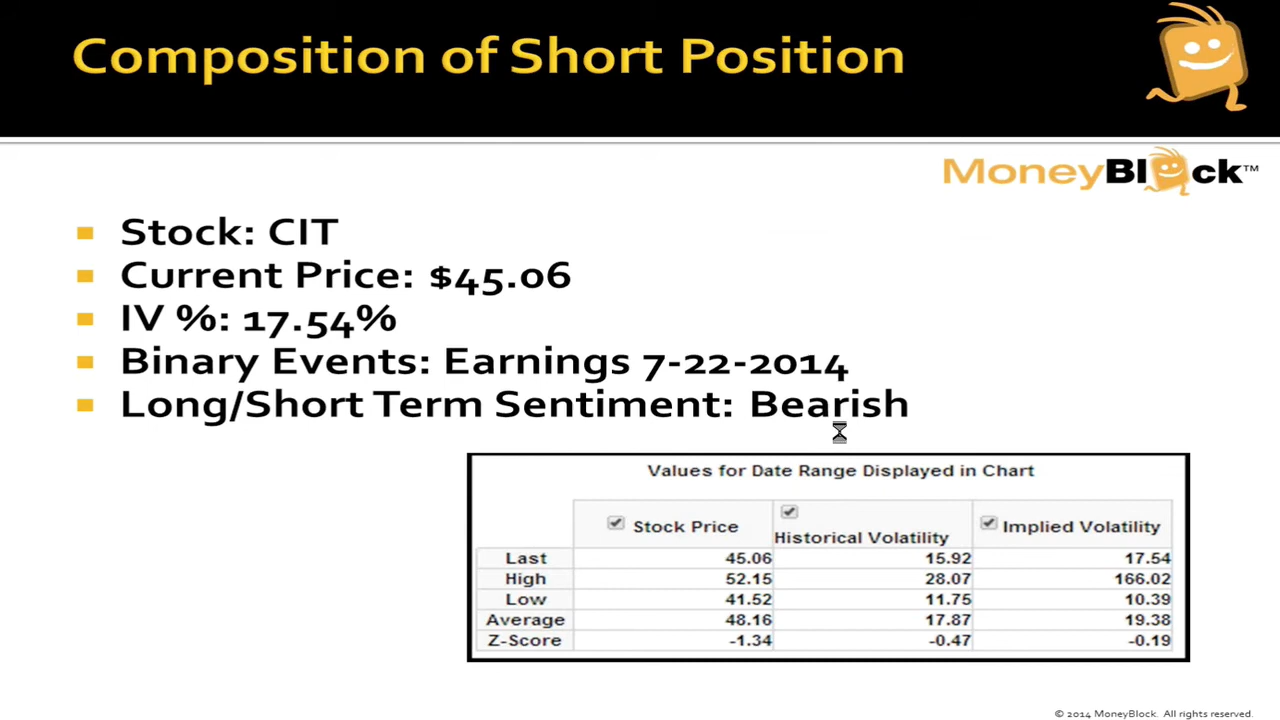 Composition of Short Position
MoneyBlock™
Stock: CIT
Current Price: $45.06
IV %: 17.54%
Binary Events: Earnings 7-22-2014
Long/Short Term Sentiment: Bearish
Values for Date Range Displayed in Chart
Stock Price Historical Volatility Implied Volatility
Last 45.06 15.92 17.54
High 52.15 28.07 166.02
Low 41.52 11.75 10.39
Average 48.16 17.87 19.38
Z-Score -1.34 -0.47 -0.19
© 2014 MoneyBlock. All rights reserved.